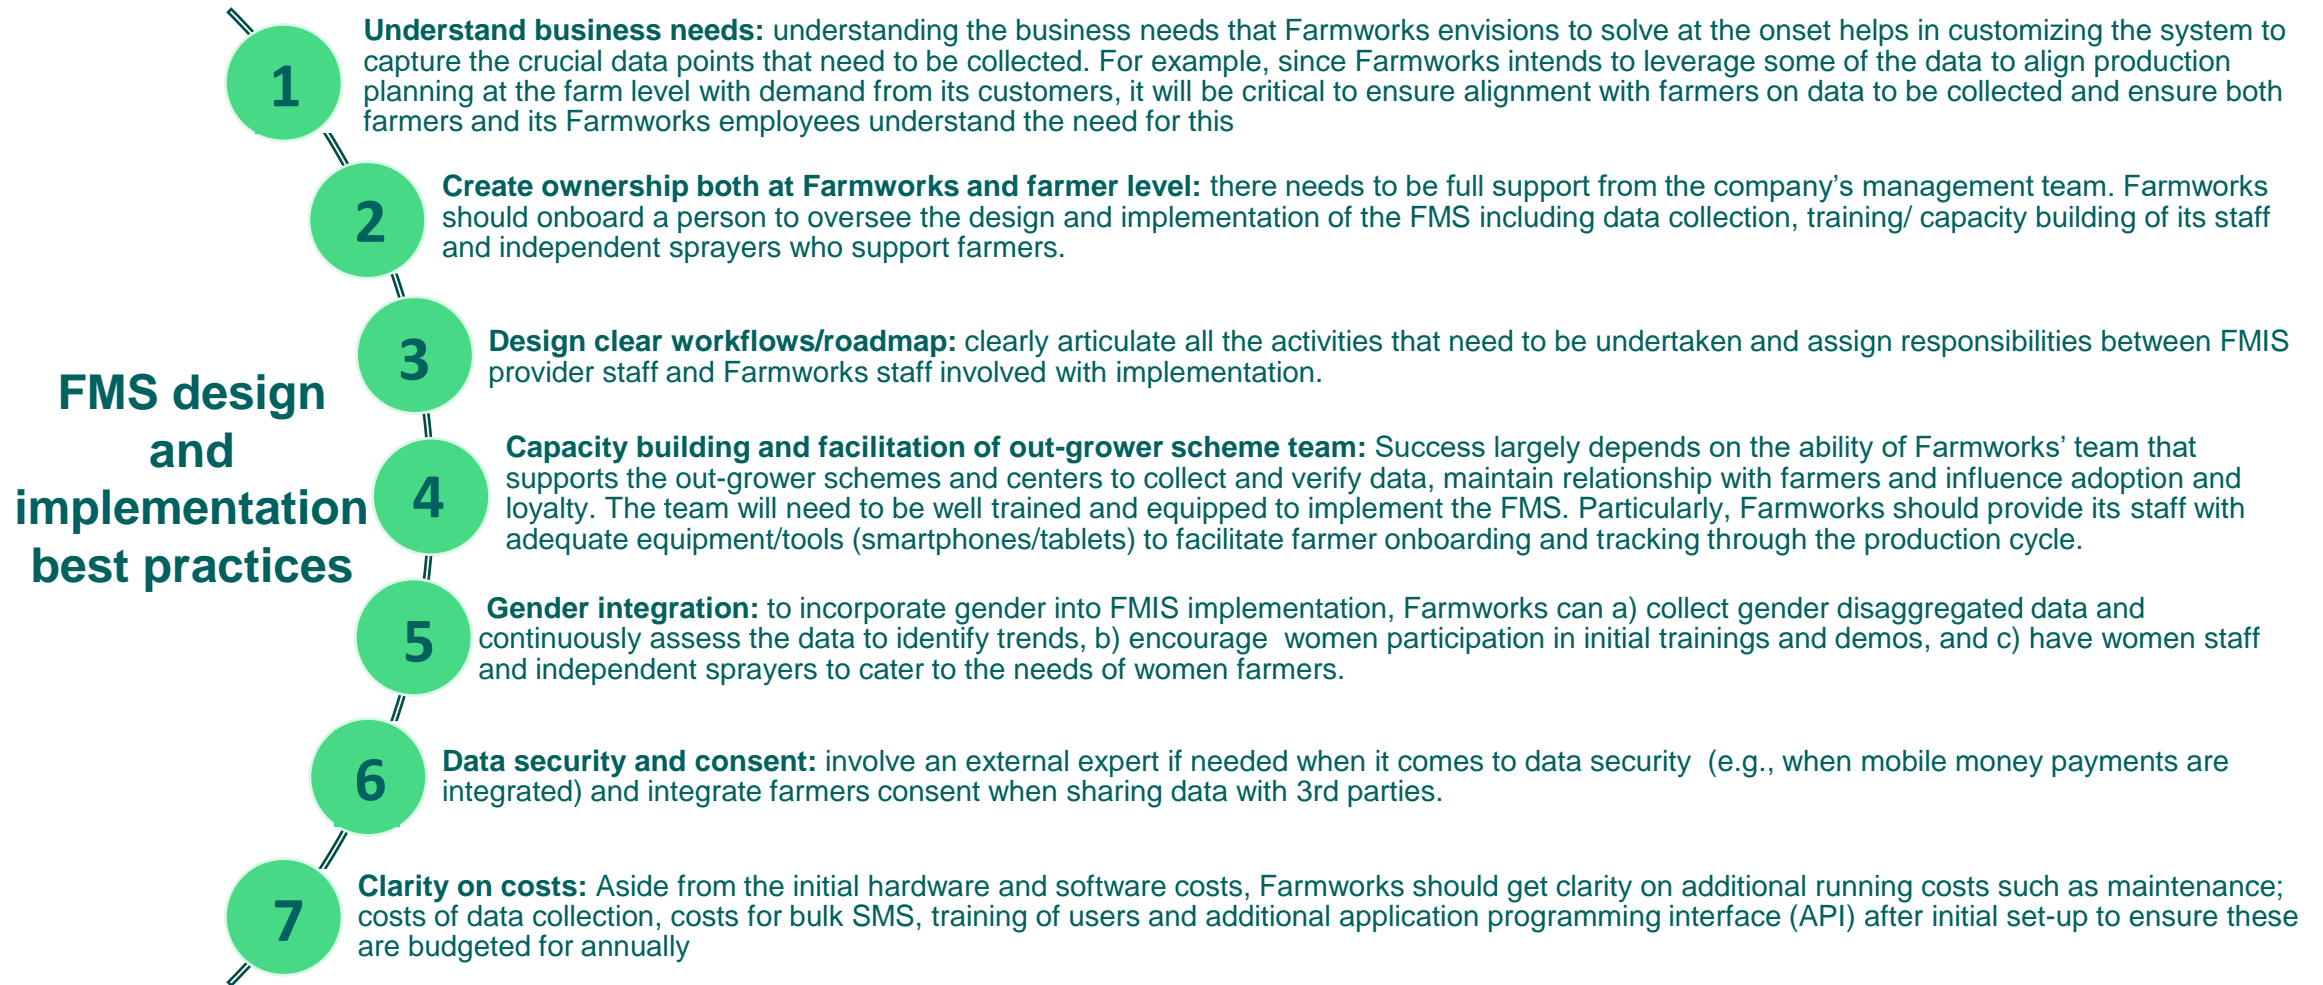 FMS design
and
implementation
best practices
1
Understand business needs: understanding the business needs that Farmworks envisions to solve at the onset helps in customizing the system to
capture the crucial data points that need to be collected. For example, since Farmworks intends to leverage some of the data to align production
planning at the farm level with demand from its customers, it will be critical to ensure alignment with farmers on data to be collected and ensure both
farmers and its Farmworks employees understand the need for this
2
Create ownership both at Farmworks and farmer level: there needs to be full support from the company's management team. Farmworks
should onboard a person to oversee the design and implementation of the FMS including data collection, training/ capacity building of its staff
and independent sprayers who support farmers.
3
Design clear workflows/roadmap: clearly articulate all the activities that need to be undertaken and assign responsibilities between FMIS
provider staff and Farmworks staff involved with implementation.
4
Capacity building and facilitation of out-grower scheme team: Success largely depends on the ability of Farmworks' team that
supports the out-grower schemes and centers to collect and verify data, maintain relationship with farmers and influence adoption and
loyalty. The team will need to be well trained and equipped to implement the FMS. Particularly, Farmworks should provide its staff with
adequate equipment/tools (smartphones/tablets) to facilitate farmer onboarding and tracking through the production cycle.
5
Gender integration: to incorporate gender into FMIS implementation, Farmworks can a) collect gender disaggregated data and
continuously assess the data to identify trends, b) encourage  women participation in initial trainings and demos, and c) have women staff
and independent sprayers to cater to the needs of women farmers.
6
Data security and consent: involve an external expert if needed when it comes to data security  (e.g., when mobile money payments are
integrated) and integrate farmers consent when sharing data with 3rd parties.
7
Clarity on costs: Aside from the initial hardware and software costs, Farmworks should get clarity on additional running costs such as maintenance;
costs of data collection, costs for bulk SMS, training of users and additional application programming interface (API) after initial set-up to ensure these
are budgeted for annually